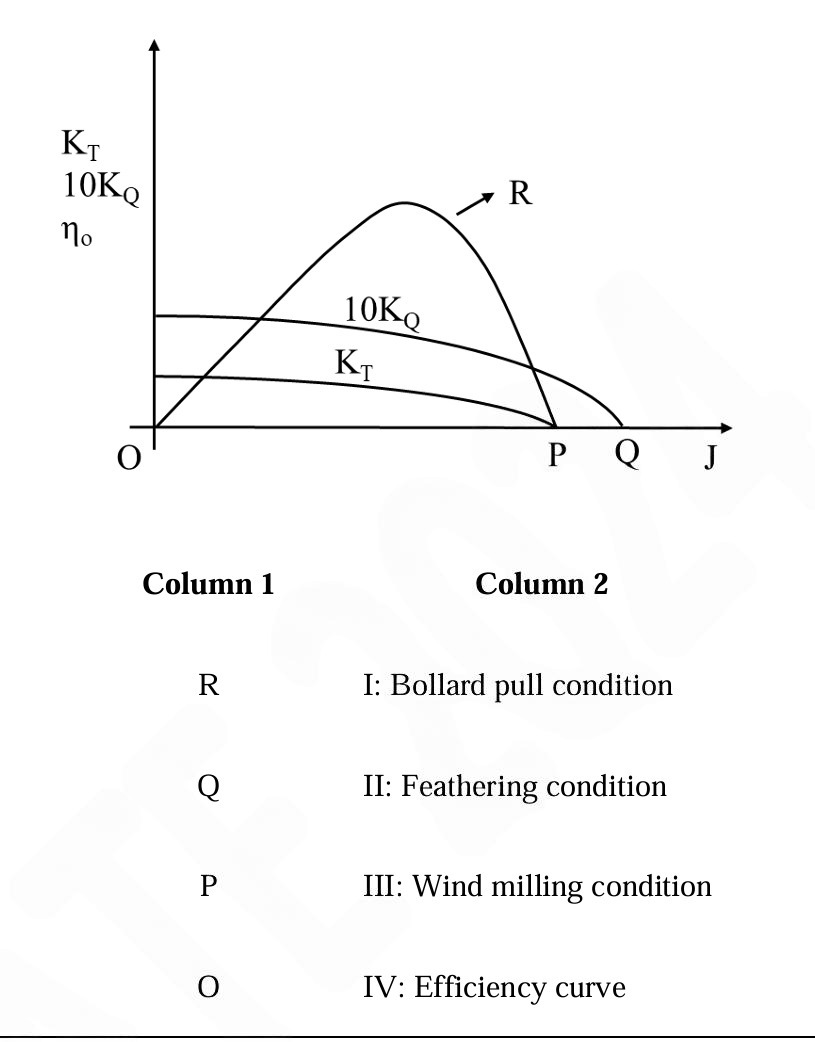 K_T
10K_Q
η_o
R
10K_Q
K_T
O
P
Q
J
Column 1 Column 2
R I: Bollard pull condition
Q II: Feathering condition
P III: Wind milling condition
O IV: Efficiency curve